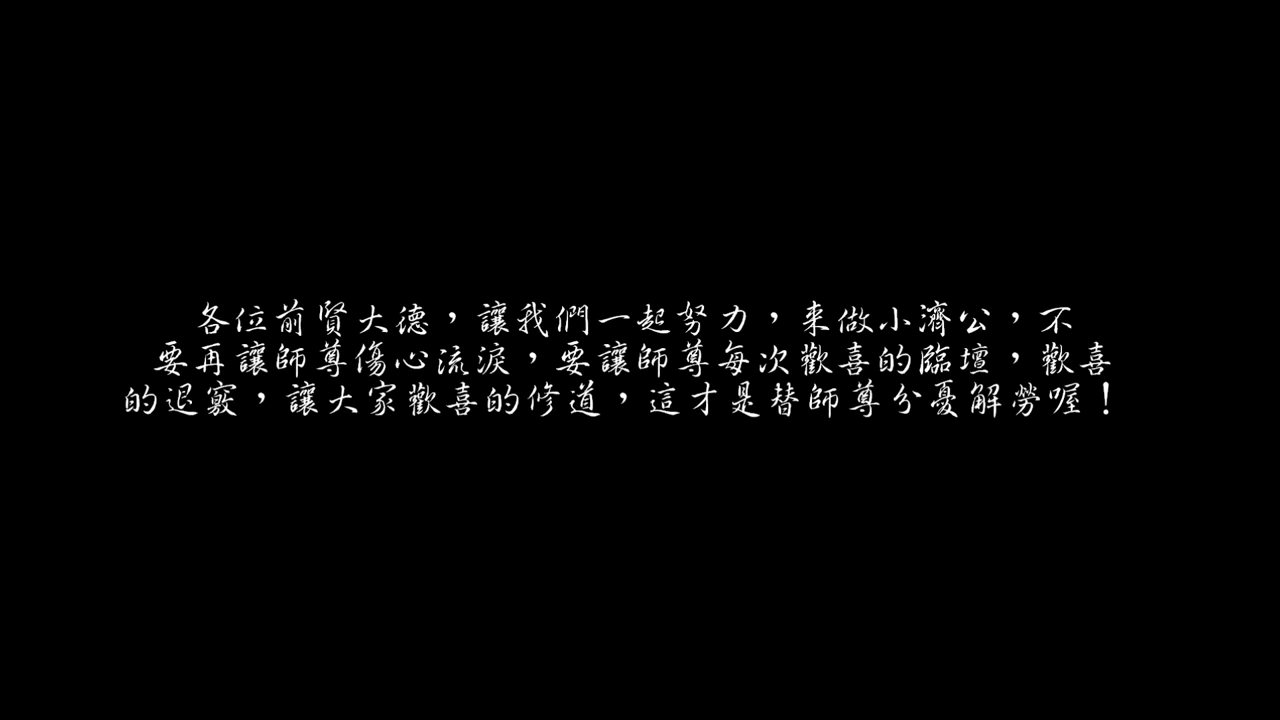 各位前賢大德，讓我們一起努力，來做小濟公，不
要再讓師尊傷心流淚，要讓師尊每次歡喜的臨壇，歡喜
的退竅，讓大家歡喜的修道，這才是替師尊分憂解勞喔！